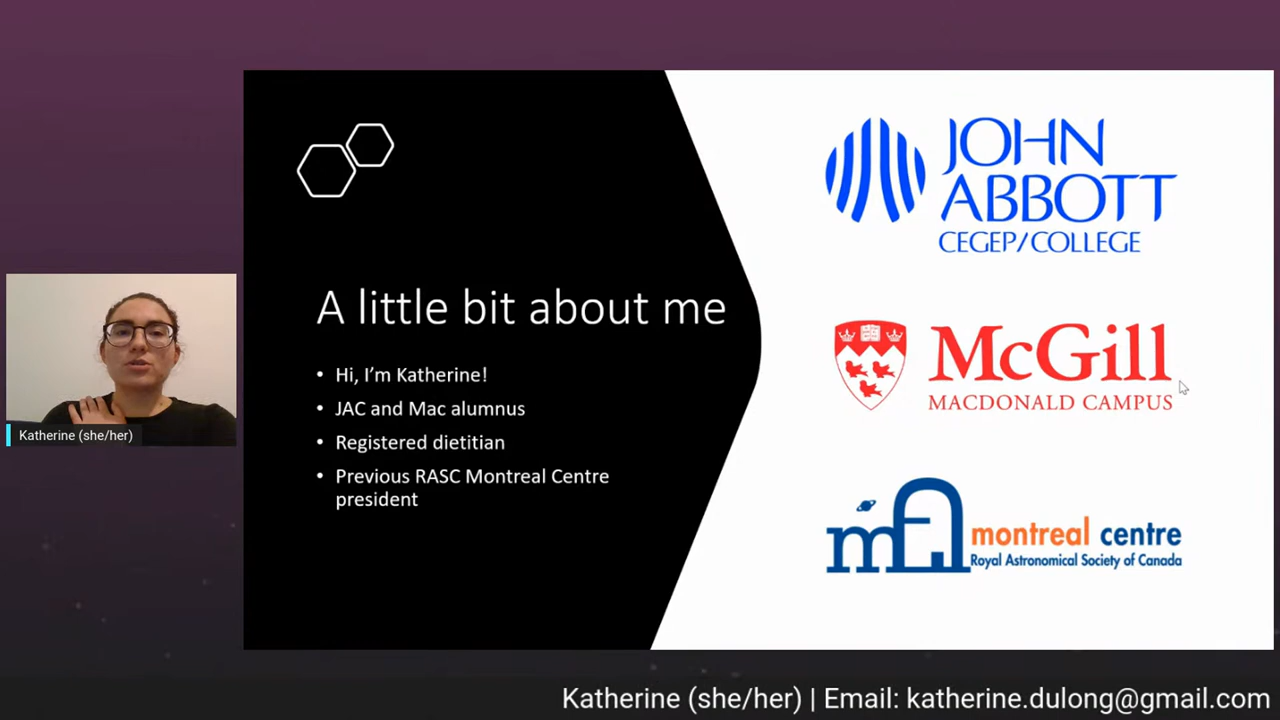 A little bit about me
• Hi, I'm Katherine!
• JAC and Mac alumnus
• Registered dietitian
• Previous RASC Montreal Centre
president
JOHN
ABBOTT
CEGEP/COLLEGE
McGill
MACDONALD CAMPUS
montreal centre
Royal Astronomical Society of Canada
Katherine (she/her)
Katherine (she/her) | Email: katherine.dulong@gmail.com